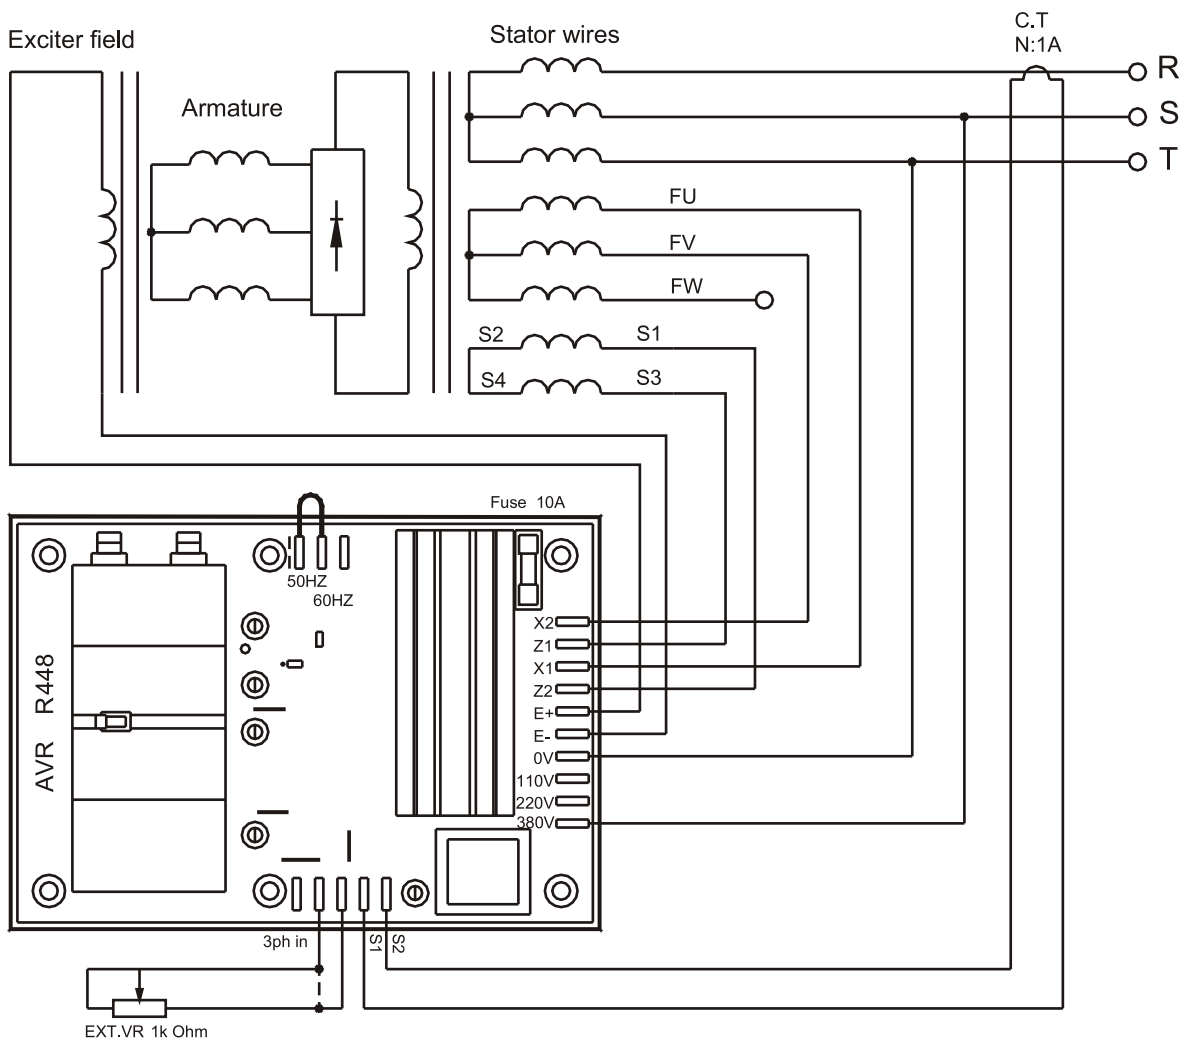 Exciter field
Armature
Stator wires
C.T
N:1A
R
S
T
FU
FV
FW
S2
S1
S4
S3
Fuse 10A
50HZ
60HZ
AVR R448
X2
Z1
X1
Z2
E+
E-
0V
110V
220V
380V
3ph in
S1
S2
EXT.VR 1k Ohm